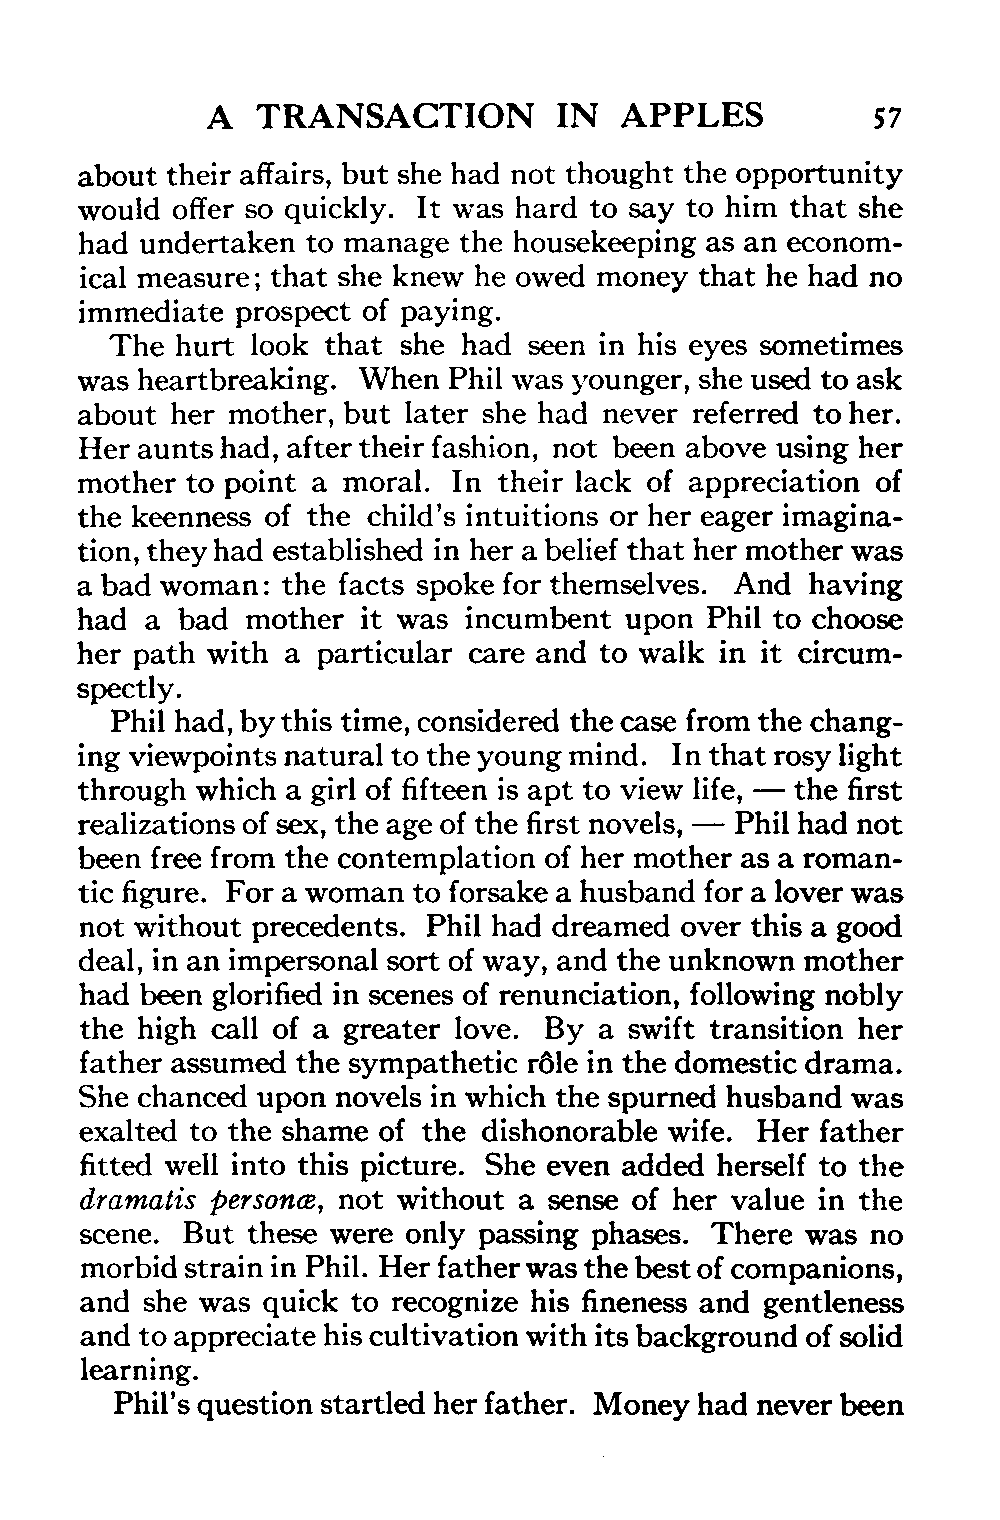 A TRANSACTION IN APPLES 57
about their affairs, but she had not thought the opportunity
would offer so quickly. It was hard to say to him that she
had undertaken to manage the housekeeping as an econom-
ical measure; that she knew he owed money that he had no
immediate prospect of paying.
The hurt look that she had seen in his eyes sometimes
was heartbreaking. When Phil was younger, she used to ask
about her mother, but later she had never referred to her.
Her aunts had, after their fashion, not been above using her
mother to point a moral. In their lack of appreciation of
the keenness of the child's intuitions or her eager imagina-
tion, they had established in her a belief that her mother was
a bad woman: the facts spoke for themselves. And having
had a bad mother it was incumbent upon Phil to choose
her path with a particular care and to walk in it circum-
spectly.
Phil had, by this time, considered the case from the chang-
ing viewpoints natural to the young mind. In that rosy light
through which a girl of fifteen is apt to view life, — the first
realizations of sex, the age of the first novels, — Phil had not
been free from the contemplation of her mother as a roman-
tic figure. For a woman to forsake a husband for a lover was
not without precedents. Phil had dreamed over this a good
deal, in an impersonal sort of way, and the unknown mother
had been glorified in scenes of renunciation, following nobly
the high call of a greater love. By a swift transition her
father assumed the sympathetic rôle in the domestic drama.
She chanced upon novels in which the spurned husband was
exalted to the shame of the dishonorable wife. Her father
fitted well into this picture. She even added herself to the
dramatis personœ, not without a sense of her value in the
scene. But these were only passing phases. There was no
morbid strain in Phil. Her father was the best of companions,
and she was quick to recognize his fineness and gentleness
and to appreciate his cultivation with its background of solid
learning.
Phil's question startled her father. Money had never been